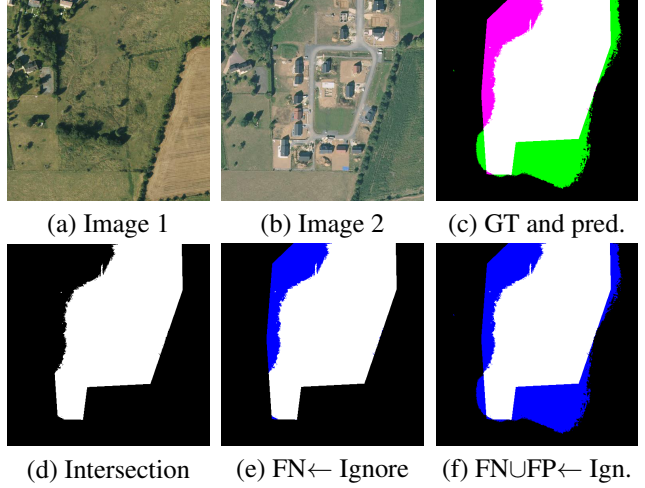 (a) Image 1
(b) Image 2
(c) GT and pred.
(d) Intersection
(e) FN← Ignore
(f) FN∪FP← Ign.